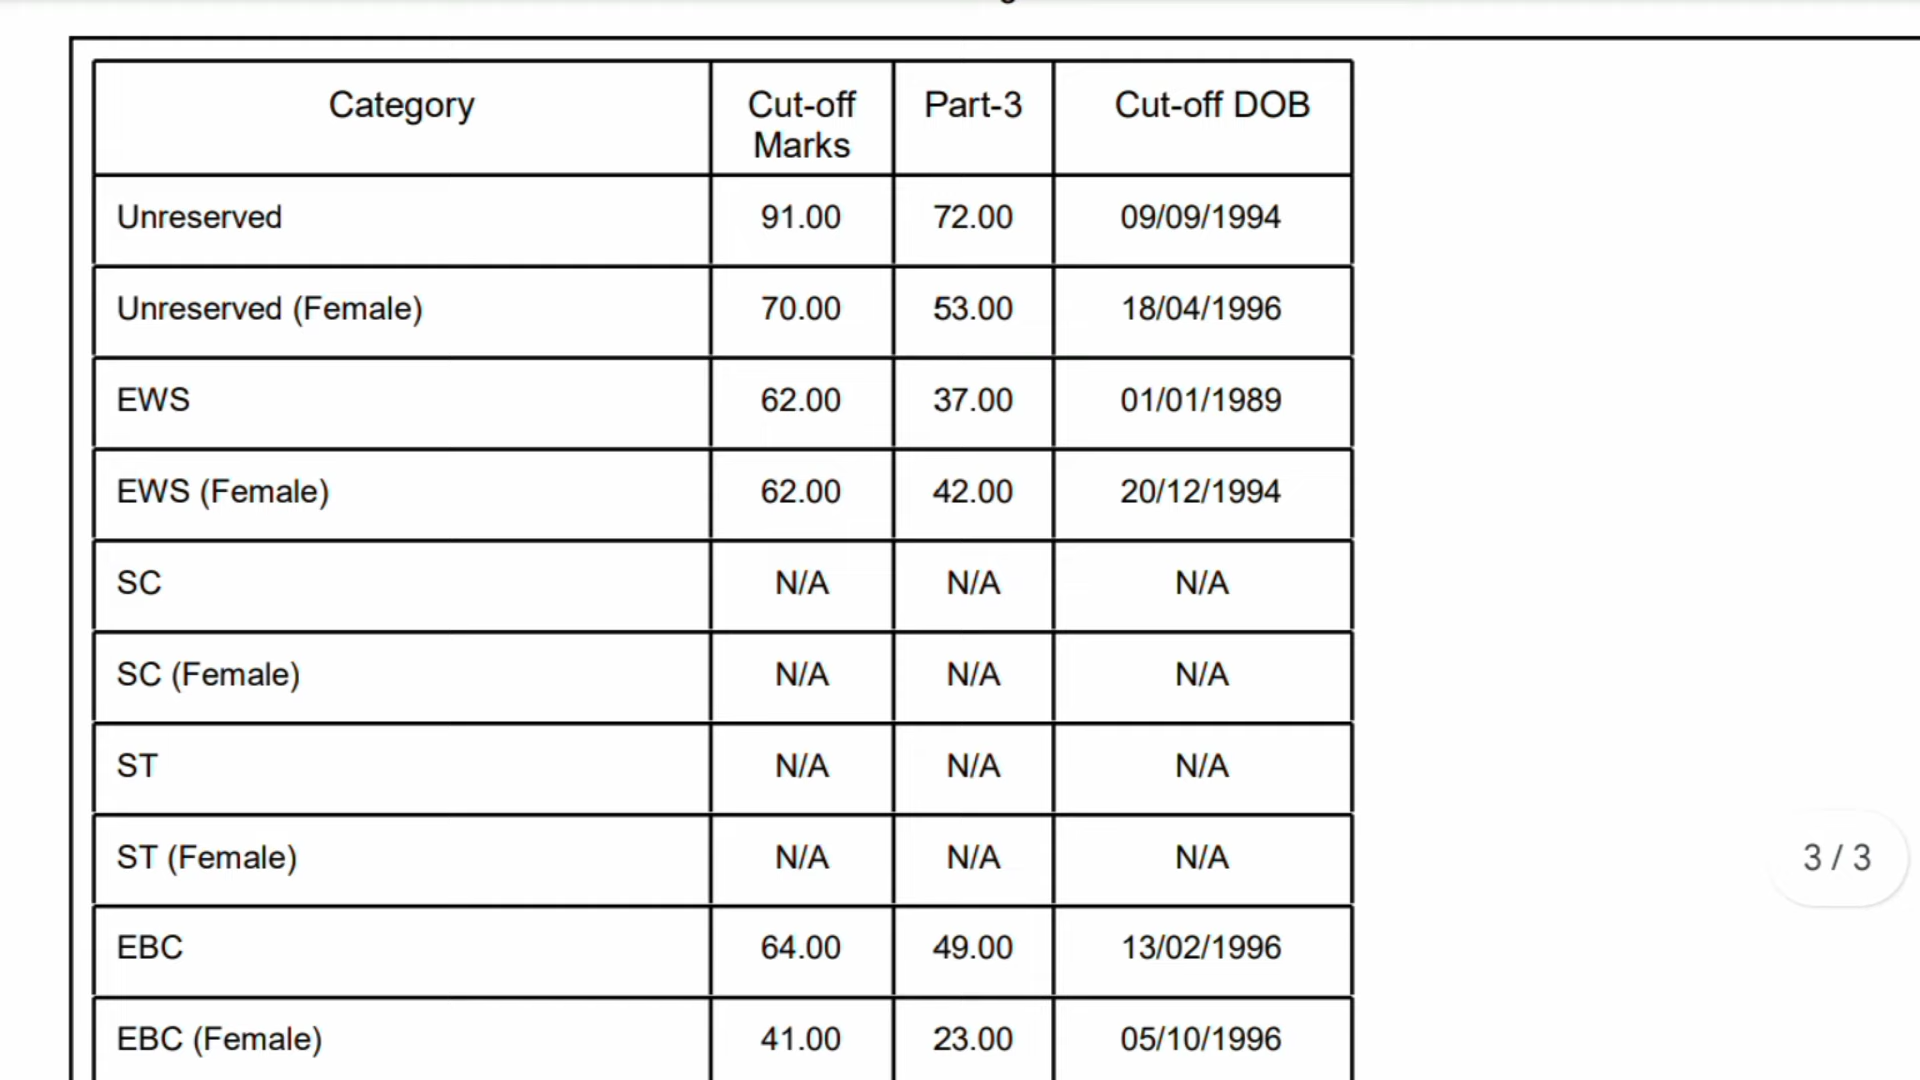 Category Cut-off Marks Part-3 Cut-off DOB
Unreserved 91.00 72.00 09/09/1994
Unreserved (Female) 70.00 53.00 18/04/1996
EWS 62.00 37.00 01/01/1989
EWS (Female) 62.00 42.00 20/12/1994
SC N/A N/A N/A
SC (Female) N/A N/A N/A
ST N/A N/A N/A
ST (Female) N/A N/A N/A
3 / 3
EBC 64.00 49.00 13/02/1996
EBC (Female) 41.00 23.00 05/10/1996